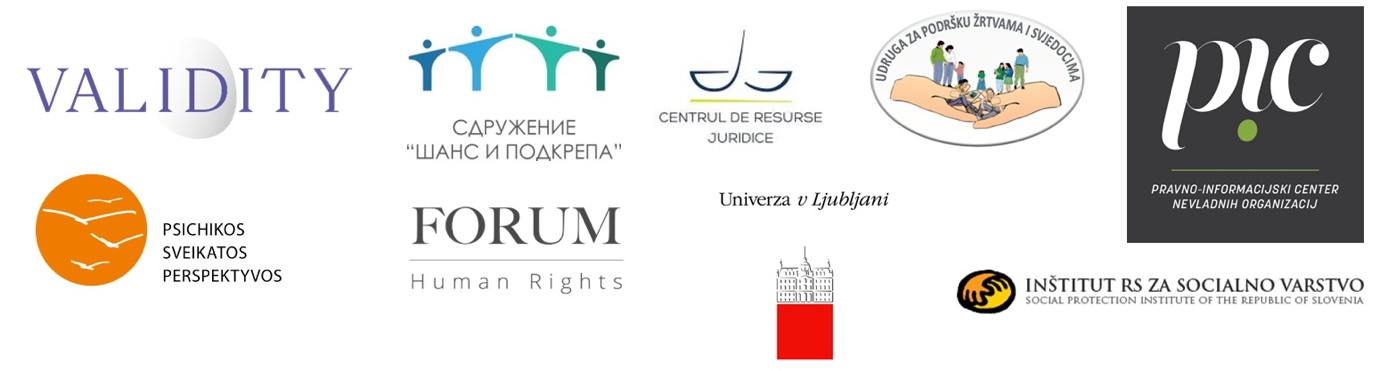 VALIDITY
СДРУЖЕНИЕ
"ШАНС И ПОДКРЕПА"
CENTRUL DE RESURSE
JURIDICE
UDRUGA ZA PODRŠKU ŽRTVAMA I SVJEDOCIMA
pic
PRAVNO-INFORMACIJSKI CENTER
NEVLADNIH ORGANIZACIJ
PSICHIKOS
SVEIKATOS
PERSPEKTYVOS
FORUM
Human Rights
Univerza v Ljubljani
INŠTITUT RS ZA SOCIALNO VARSTVO
SOCIAL PROTECTION INSTITUTE OF THE REPUBLIC OF SLOVENIA